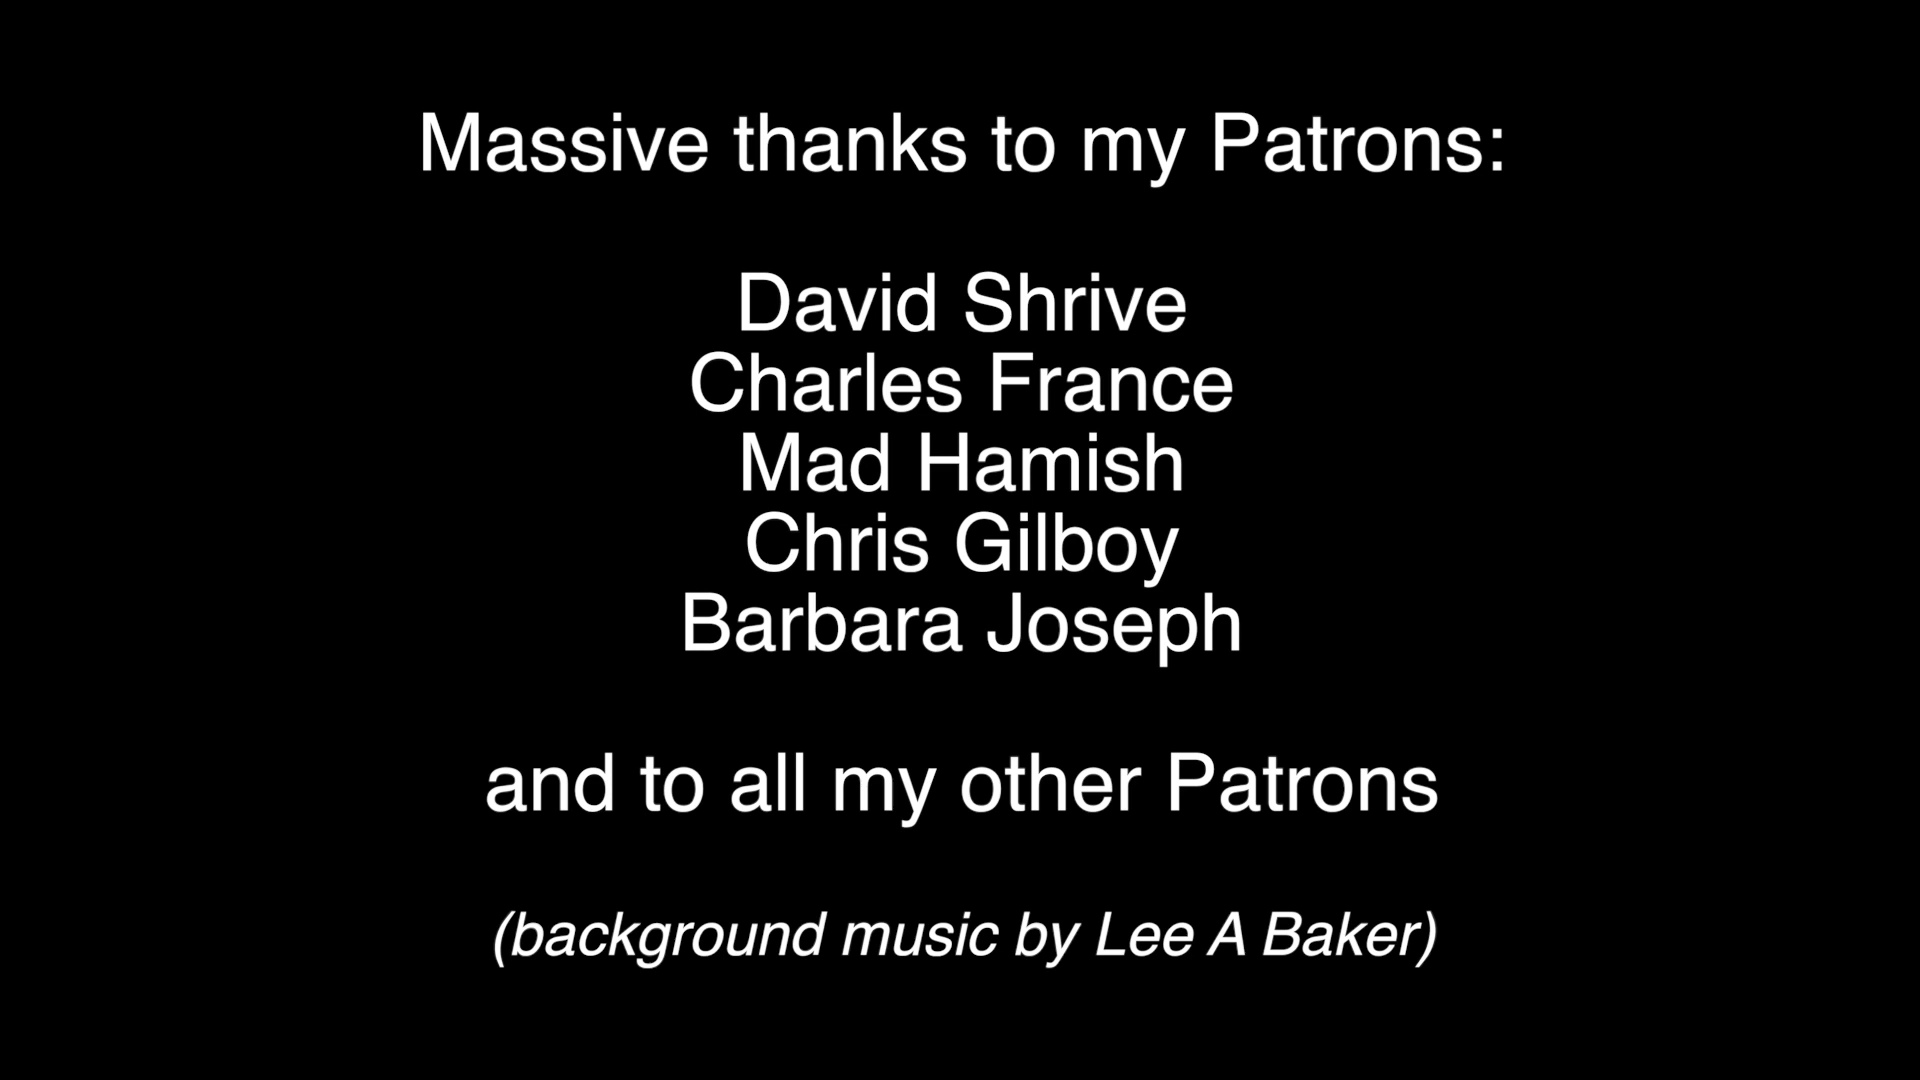 Massive thanks to my Patrons:
David Shrive
Charles France
Mad Hamish
Chris Gilboy
Barbara Joseph
and to all my other Patrons
(background music by Lee A Baker)